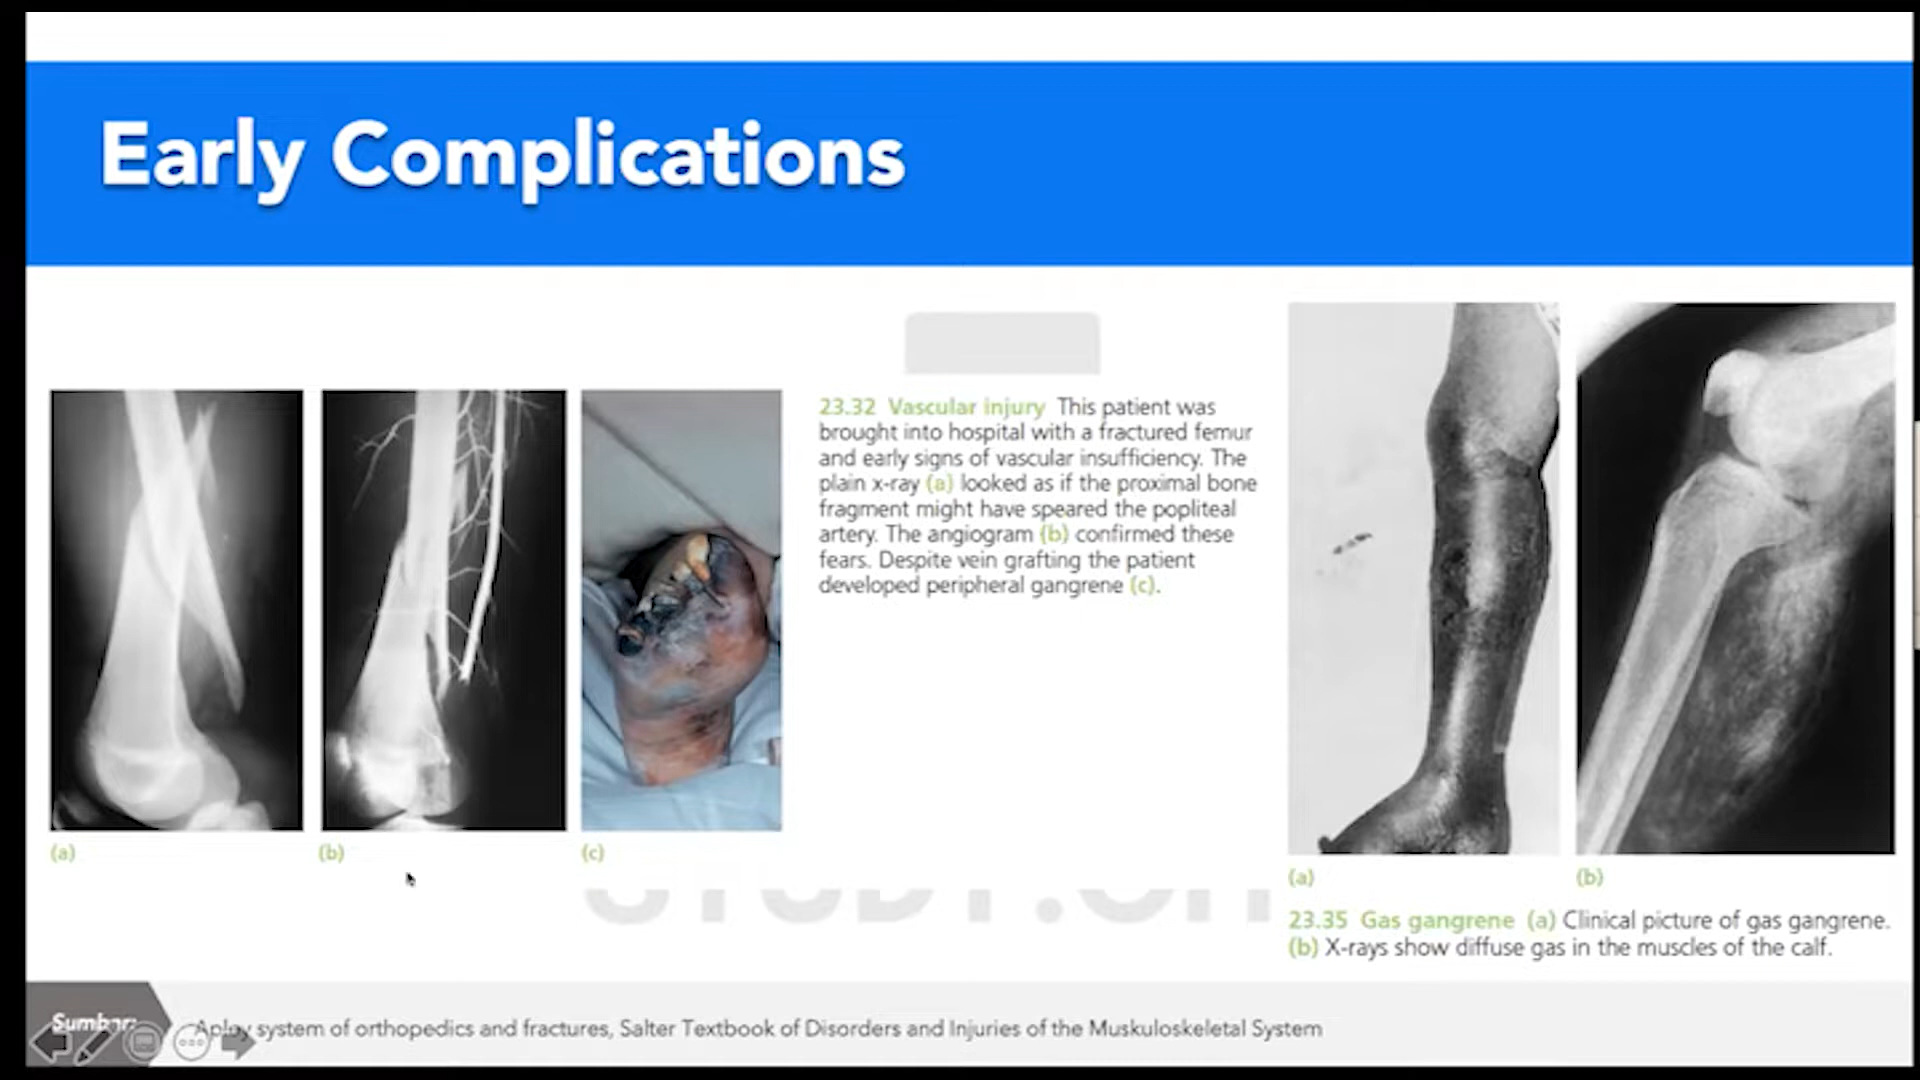 Early Complications
23.32 Vascular injury This patient was
brought into hospital with a fractured femur
and early signs of vascular insufficiency. The
plain x-ray (a) looked as if the proximal bone
fragment might have speared the popliteal
artery. The angiogram (b) confirmed these
fears. Despite vein grafting the patient
developed peripheral gangrene (c).
(a)
(b)
(c)
(a)
(b)
23.35 Gas gangrene (a) Clinical picture of gas gangrene.
(b) X-rays show diffuse gas in the muscles of the calf.
Sumber:
Apley system of orthopedics and fractures, Salter Textbook of Disorders and Injuries of the Muskuloskeletal System